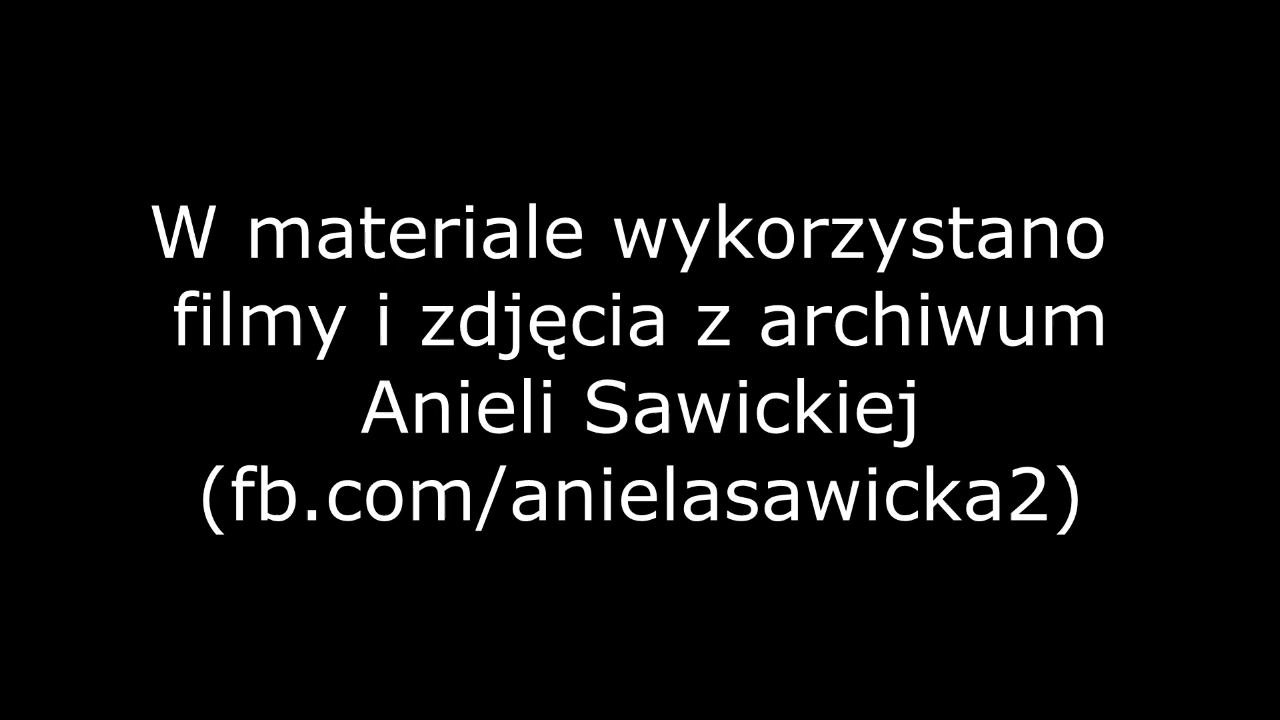 W materiale wykorzystano
filmy i zdjęcia z archiwum
Anieli Sawickiej
(fb.com/anielasawicka2)